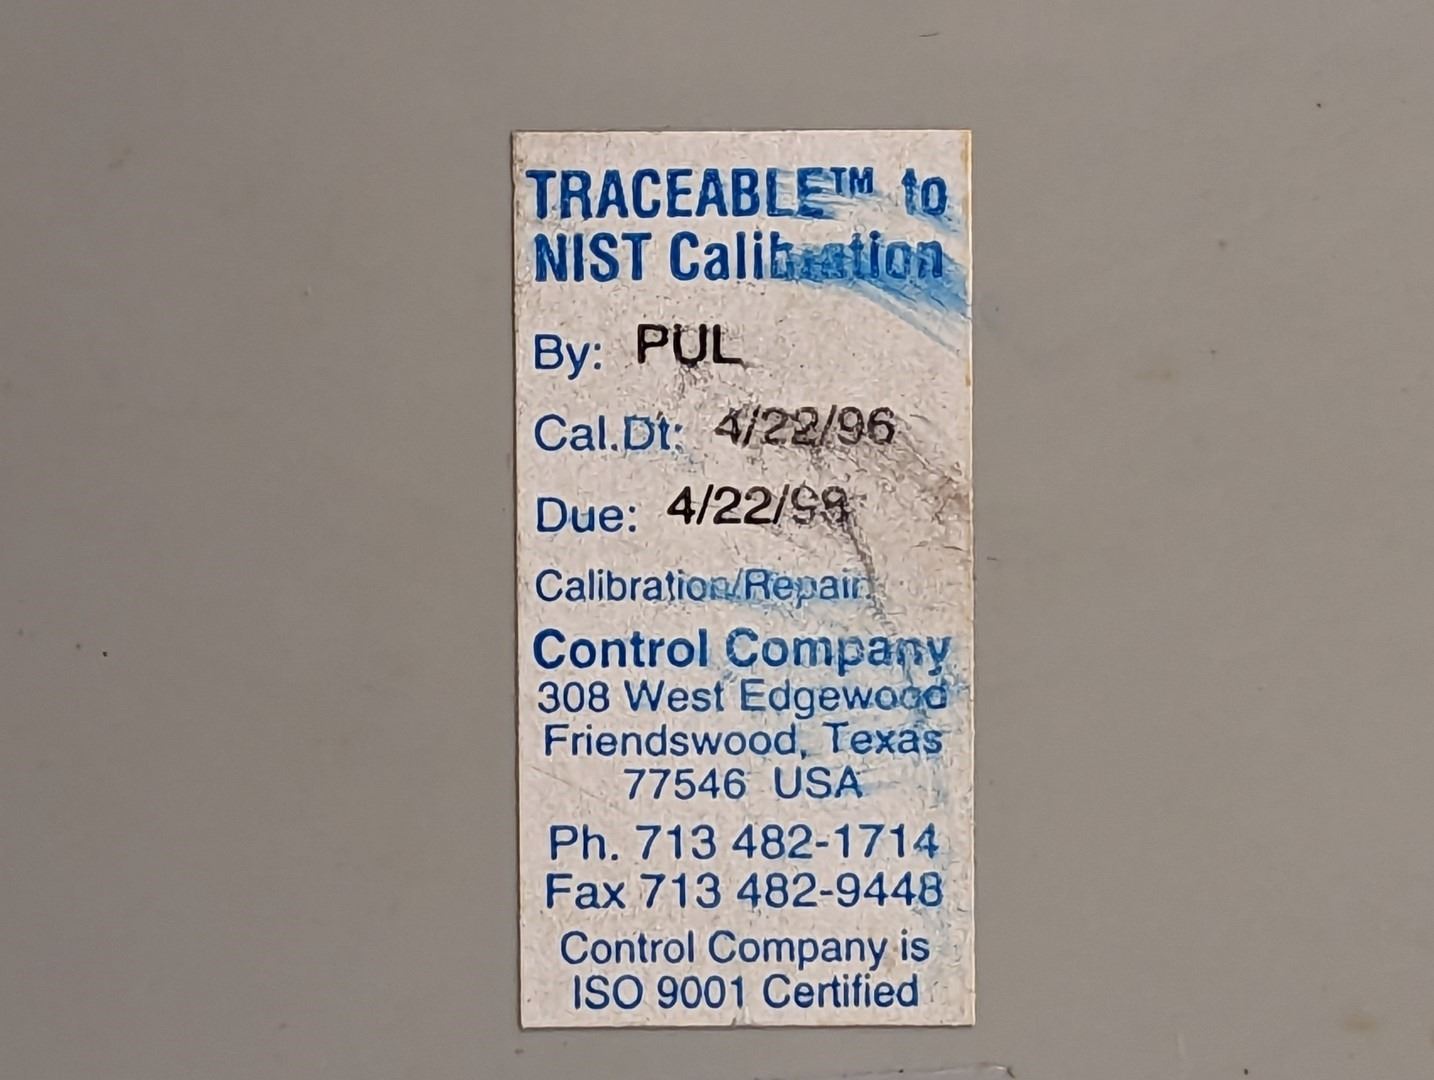 TRACEABLE™ to
NIST Calibration
By: PUL
Cal.Dt: 4/22/96
Due: 4/22/98
Calibration/Repair:
Control Company
308 West Edgewood
Friendswood, Texas
77546 USA
Ph. 713 482-1714
Fax 713 482-9448
Control Company is
ISO 9001 Certified